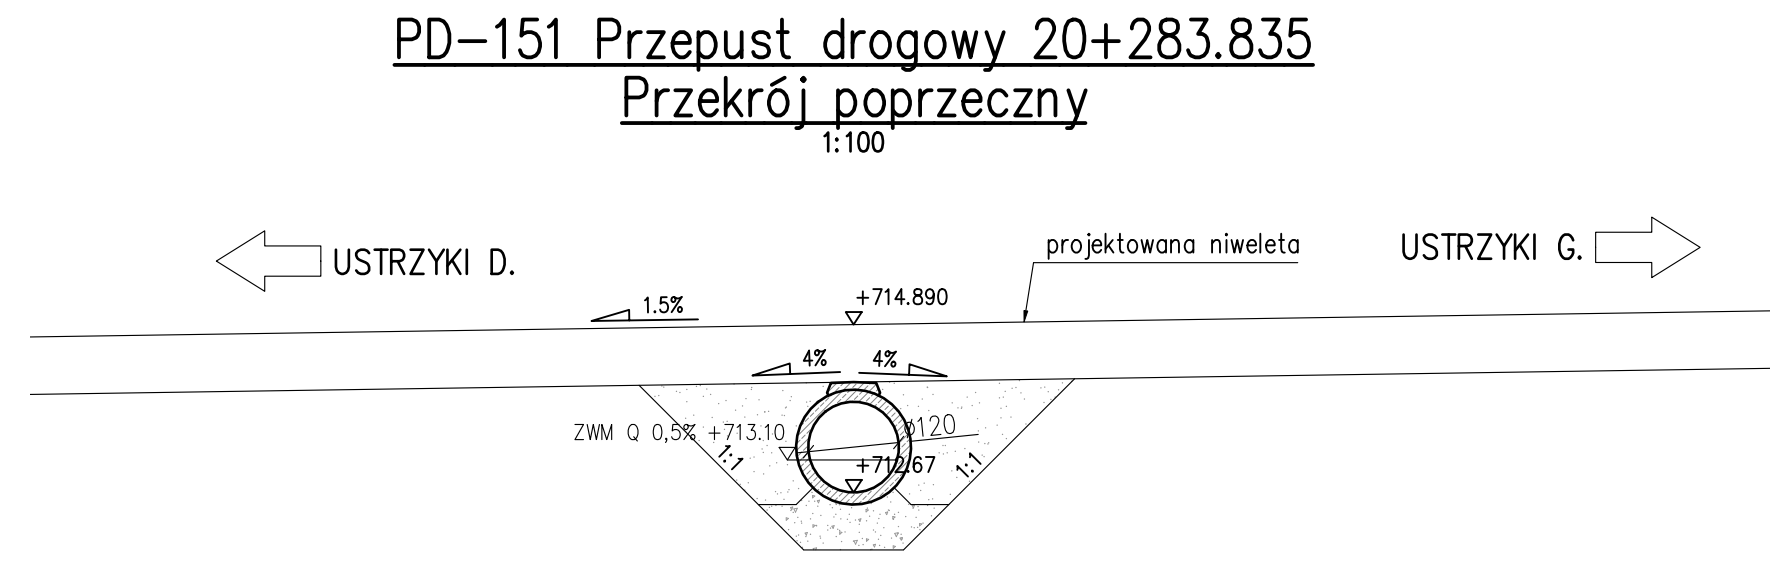 PD-151 Przepust drogowy 20+283.835
Przekrój poprzeczny
1:100
USTRZYKI D.
projektowana niweleta
USTRZYKI G.
1.5%
+714.890
4%
4%
ZWM Q 0,5% +713.10
ø120
+712.67
1:1
1:1